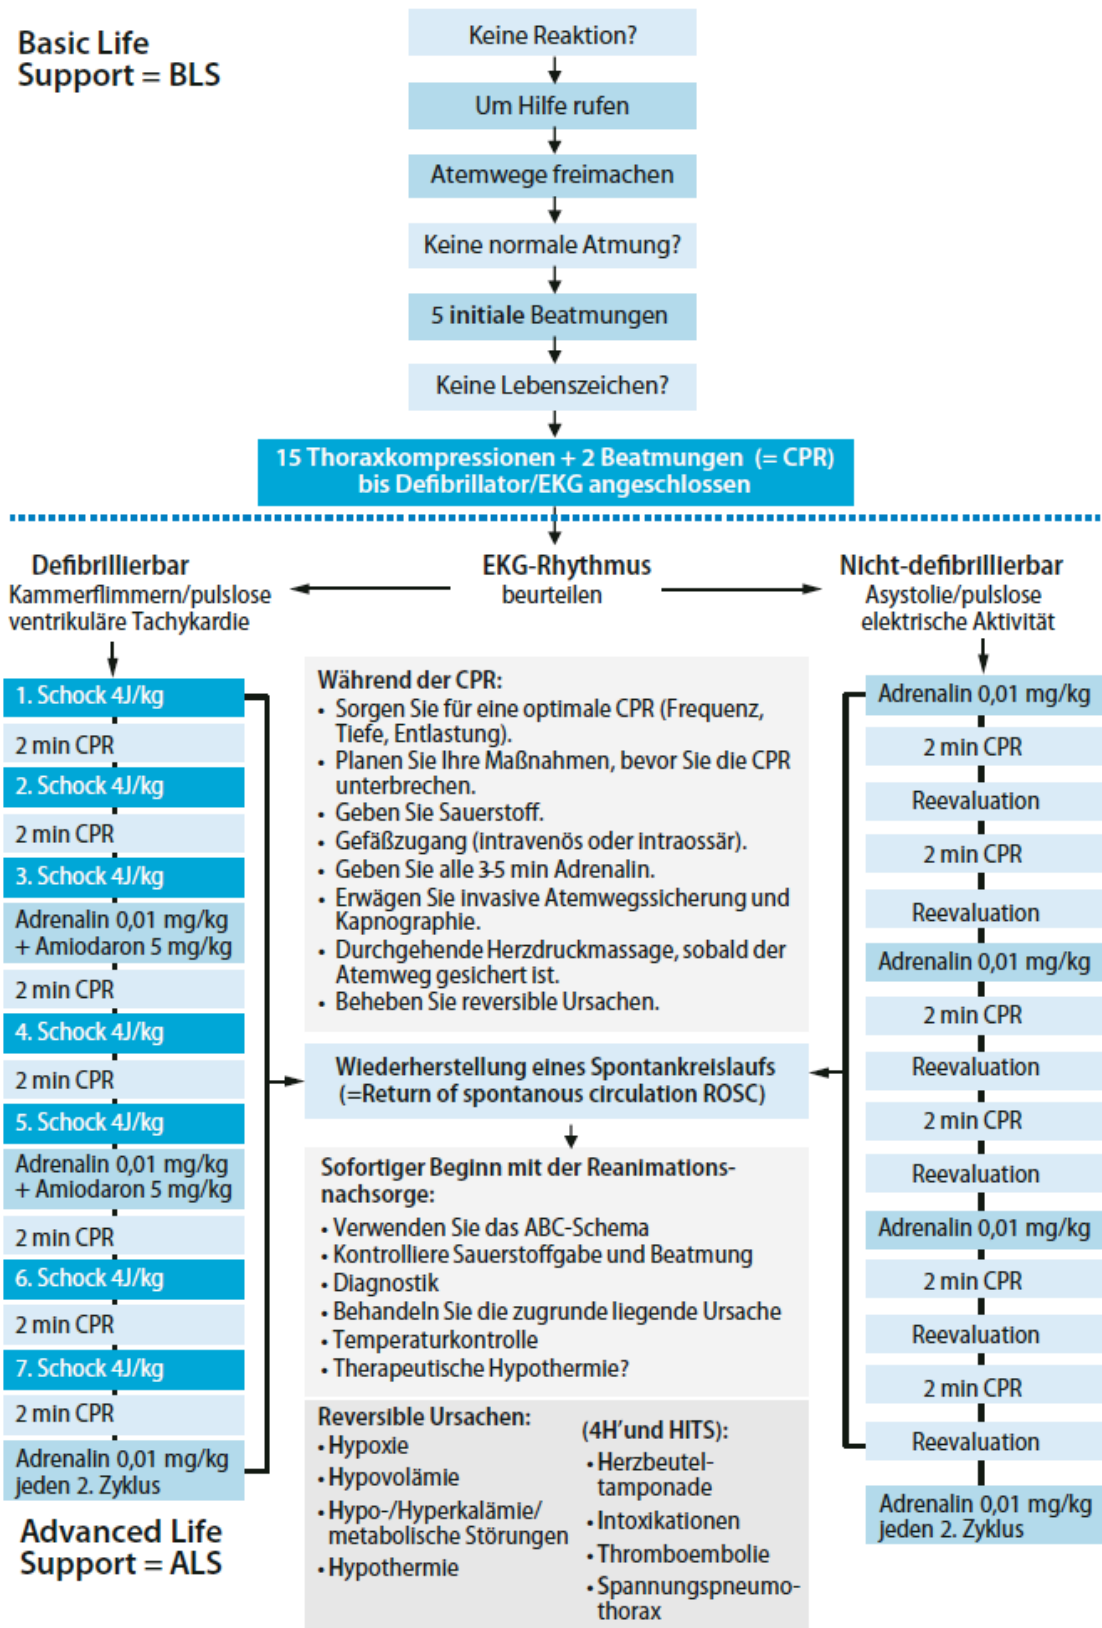 Basic Life
Support = BLS
Keine Reaktion?
Um Hilfe rufen
Atemwege freimachen
Keine normale Atmung?
5 initiale Beatmungen
Keine Lebenszeichen?
15 Thoraxkompressionen + 2 Beatmungen (= CPR)
bis Defibrillator/EKG angeschlossen
EKG-Rhythmus
beurteilen
Defibrillierbar
Kammerflimmern/pulslose
ventrikuläre Tachykardie
1. Schock 4J/kg
2 min CPR
2. Schock 4J/kg
2 min CPR
3. Schock 4J/kg
Adrenalin 0,01 mg/kg
+ Amiodaron 5 mg/kg
2 min CPR
4. Schock 4J/kg
2 min CPR
5. Schock 4J/kg
Adrenalin 0,01 mg/kg
+ Amiodaron 5 mg/kg
2 min CPR
6. Schock 4J/kg
2 min CPR
7. Schock 4J/kg
2 min CPR
Adrenalin 0,01 mg/kg
jeden 2. Zyklus
Advanced Life
Support = ALS
Während der CPR:
• Sorgen Sie für eine optimale CPR (Frequenz,
Tiefe, Entlastung).
• Planen Sie Ihre Maßnahmen, bevor Sie die CPR
unterbrechen.
• Geben Sie Sauerstoff.
• Gefäßzugang (intravenös oder intraossär).
• Geben Sie alle 3-5 min Adrenalin.
• Erwägen Sie invasive Atemwegssicherung und
Kapnographie.
• Durchgehende Herzdruckmassage, sobald der
Atemweg gesichert ist.
• Beheben Sie reversible Ursachen.
Wiederherstellung eines Spontankreislaufs
(=Return of spontanous circulation ROSC)
Sofortiger Beginn mit der Reanimations-
nachsorge:
• Verwenden Sie das ABC-Schema
• Kontrolliere Sauerstoffgabe und Beatmung
• Diagnostik
• Behandeln Sie die zugrunde liegende Ursache
• Temperaturkontrolle
• Therapeutische Hypothermie?
Reversible Ursachen:
• Hypoxie
• Hypovolämie
• Hypo-/Hyperkalämie/
metabolische Störungen
• Hypothermie
(4H'und HITS):
• Herzbeutel-
tamponade
• Intoxikationen
• Thromboembolie
• Spannungspneumo-
thorax
Nicht-defibrillierbar
Asystolie/pulslose
elektrische Aktivität
Adrenalin 0,01 mg/kg
2 min CPR
Reevaluation
2 min CPR
Reevaluation
Adrenalin 0,01 mg/kg
2 min CPR
Reevaluation
2 min CPR
Reevaluation
Adrenalin 0,01 mg/kg
2 min CPR
Reevaluation
2 min CPR
Reevaluation
Adrenalin 0,01 mg/kg
jeden 2. Zyklus